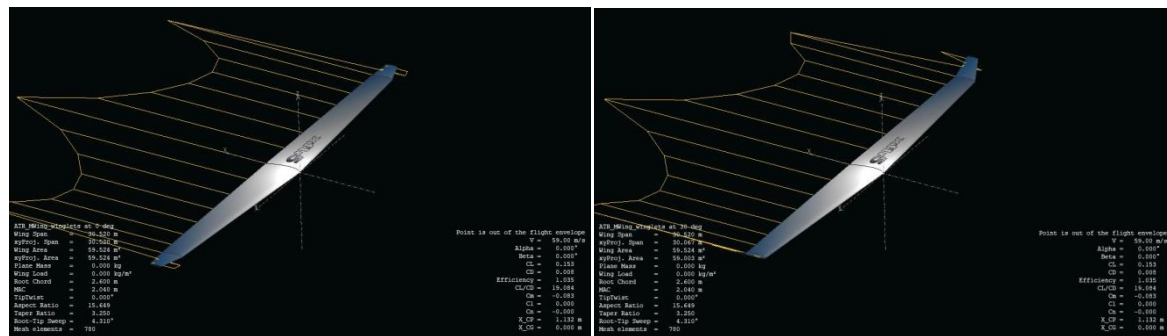 ATR_MWing_winglets at 0 deg
Wing Span = 30.520 m
xyProj. Span = 30.520 m
Wing Area = 59.524 m²
xyProj. Area = 59.524 m²
Plane Mass = 0.000 kg
Wing Load = 0.000 kg/m²
Root Chord = 2.600 m
MAC = 2.040 m
TipTwist = 0.000°
Aspect Ratio = 15.649
Taper Ratio = 3.250
Root-Tip Sweep = 4.310°
Mesh elements = 780
Point is out of the flight envelope
V = 59.00 m/s
Alpha = 0.000°
Beta = 0.000°
CL = 0.153
CD = 0.008
Efficiency = 1.035
CL/CD = 19.084
Cm = -0.083
Cl = 0.000
Cn = -0.000
X_CP = 1.132 m
X_CG = 0.000 m
ATR_MWing_winglets at 30 deg
Wing Span = 30.520 m
xyProj. Span = 30.067 m
Wing Area = 59.524 m²
xyProj. Area = 59.003 m²
Plane Mass = 0.000 kg
Wing Load = 0.000 kg/m²
Root Chord = 2.600 m
MAC = 2.040 m
TipTwist = 0.000°
Aspect Ratio = 15.649
Taper Ratio = 3.250
Root-Tip Sweep = 4.310°
Mesh elements = 780
Point is out of the flight envelope
V = 59.00 m/s
Alpha = 0.000°
Beta = 0.000°
CL = 0.153
CD = 0.008
Efficiency = 1.035
CL/CD = 19.084
Cm = -0.083
Cl = 0.000
Cn = -0.000
X_CP = 1.132 m
X_CG = 0.000 m